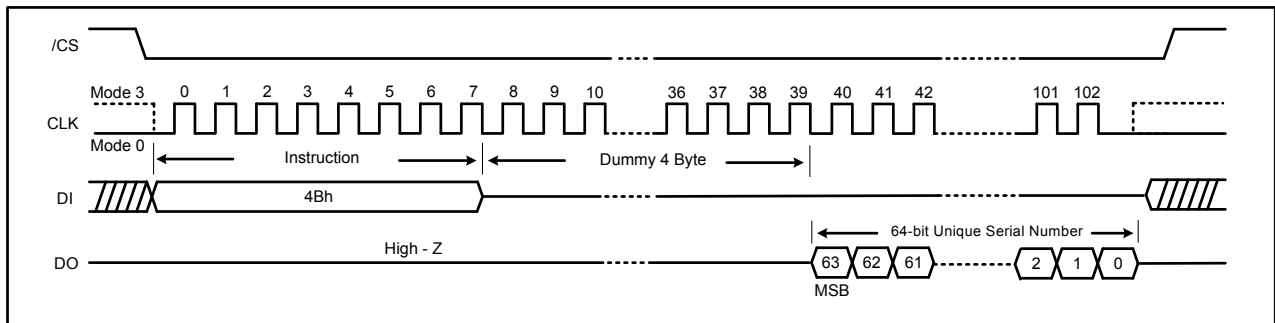 /CS
Mode 3 0 1 2 3 4 5 6 7 8 9 10 36 37 38 39 40 41 42 101 102
CLK
Mode 0
Instruction Dummy 4 Byte
DI 4Bh
64-bit Unique Serial Number
High - Z
DO 63 62 61 2 1 0
MSB